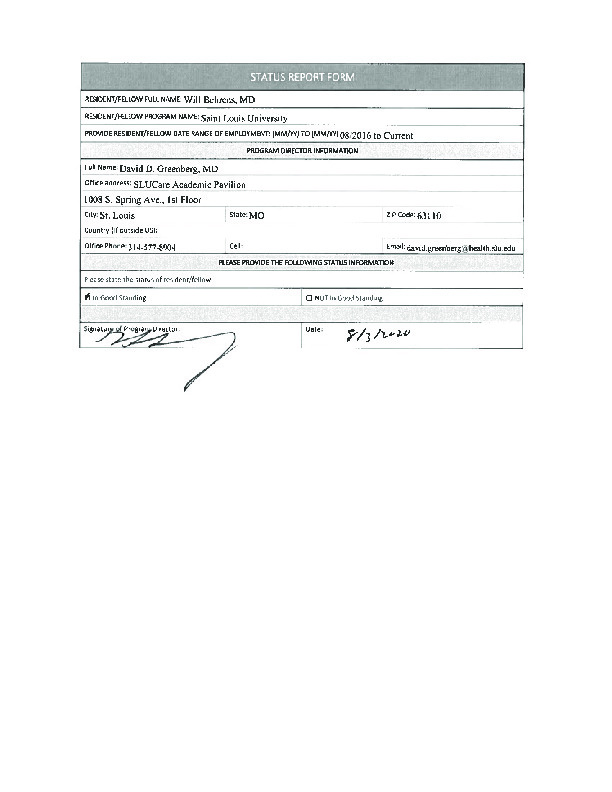 STATUS REPORT FORM
RESIDENT/FELLOW FULL NAME: Will Behrens, MD
RESIDENT/FELLOW PROGRAM NAME: Saint Louis University
PROVIDE RESIDENT/FELLOW DATE RANGE OF EMPLOYMENT: (MM/YY) TO (MM/YY) 08/2016 to Current
PROGRAM DIRECTOR INFORMATION
Full Name: David D. Greenberg, MD
Office address: SLUCare Academic Pavilion
1008 S. Spring Ave., 1st Floor
City: St. Louis State: MO ZIP Code: 63110
Country (if outside US):
Office Phone: 314-577-8904 Cell: Email: david.greenberg@health.slu.edu
PLEASE PROVIDE THE FOLLOWING STATUS INFORMATION
Please state the status of resident/fellow
In Good Standing NOT In Good Standing
Signature of Program Director: Date: 8/3/2020